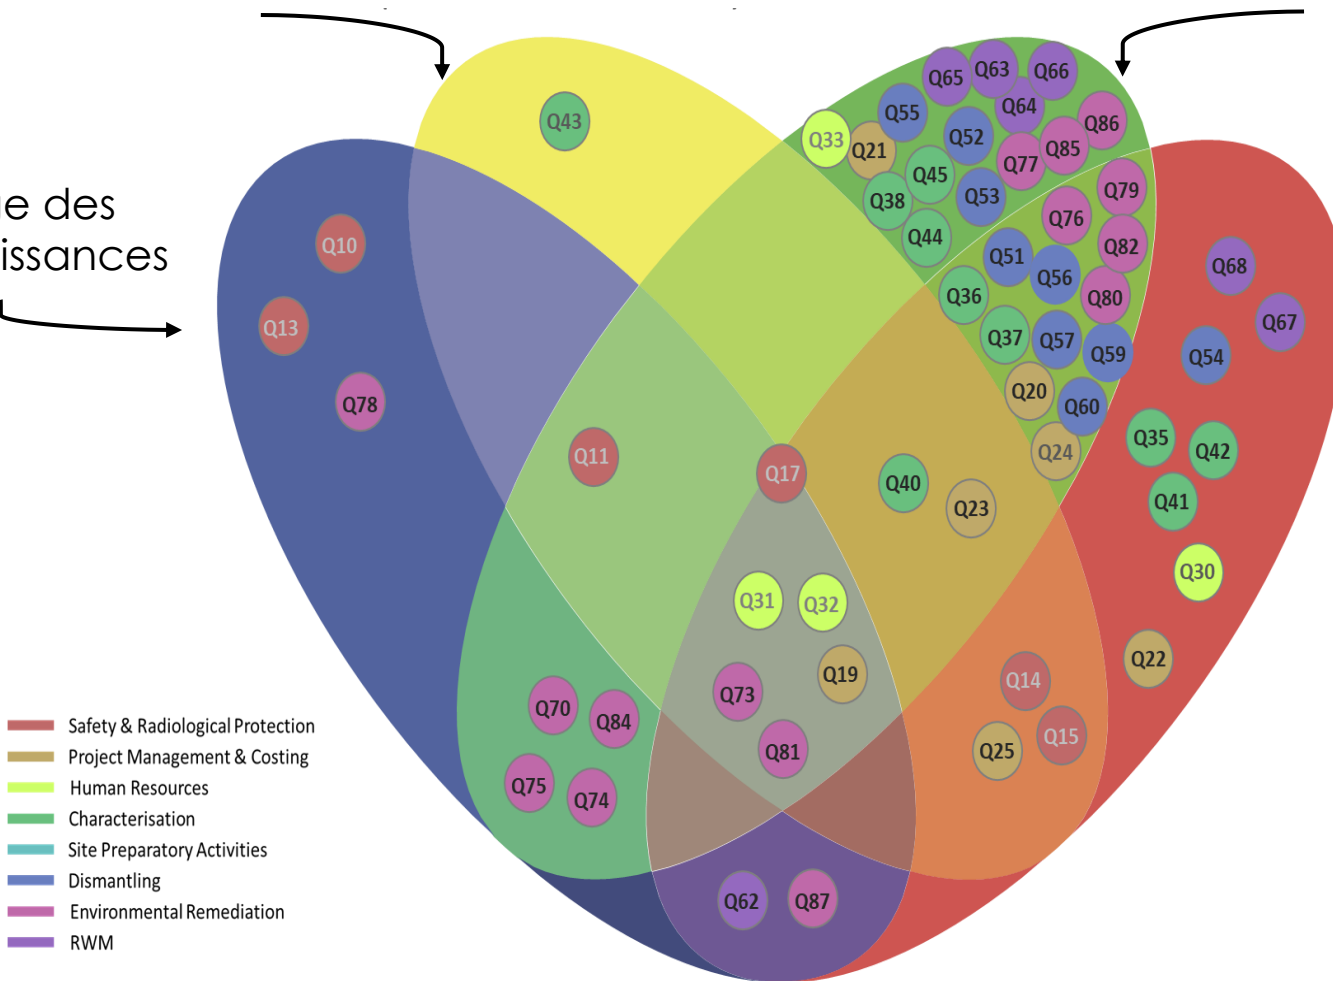 Q65 Q63 Q66
Q64
Q43
Q55
Q86
Q33 Q21
Q52
Q85
Q77
Q45
Q79
Q38
Q53
des
Q76
Q44
Q82
Q10
Q51
issances
Q68
Q56
Q36
Q80
Q13
Q67
Q37 Q57
Q59
Q54
Q78
Q20
Q60
Q35
Q11
Q17
Q24
Q42
Q40
Q23
Q41
Q30
Q31 Q32
Q22
Q19
Q14
Q73
Q70
Q84
Q15
Safety & Radiological Protection
Q81
Q25
Project Management & Costing
Q75
Human Resources
Q74
Characterisation
Site Preparatory Activities
Dismantling
Q62 Q87
Environmental Remediation
RWM